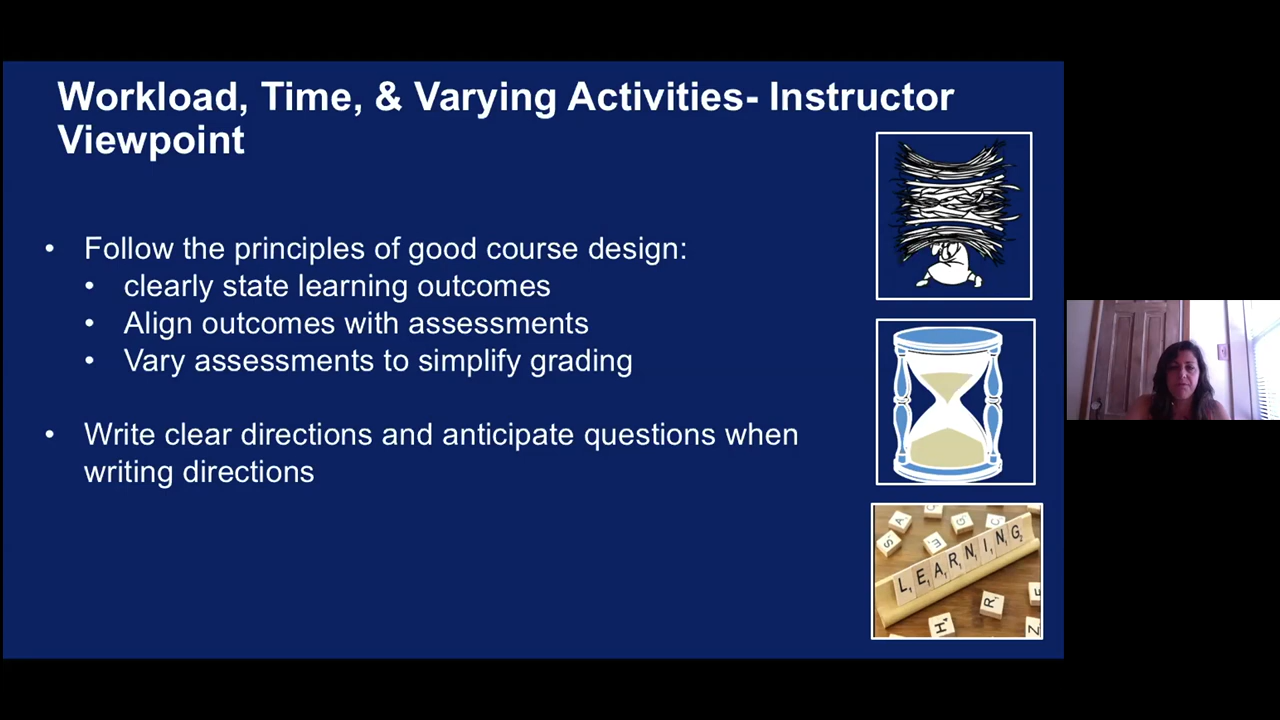 Workload, Time, & Varying Activities- Instructor
Viewpoint
• Follow the principles of good course design:
• clearly state learning outcomes
• Align outcomes with assessments
• Vary assessments to simplify grading
• Write clear directions and anticipate questions when
writing directions
A
G
C
S
E
LEARNING
R
H
Z